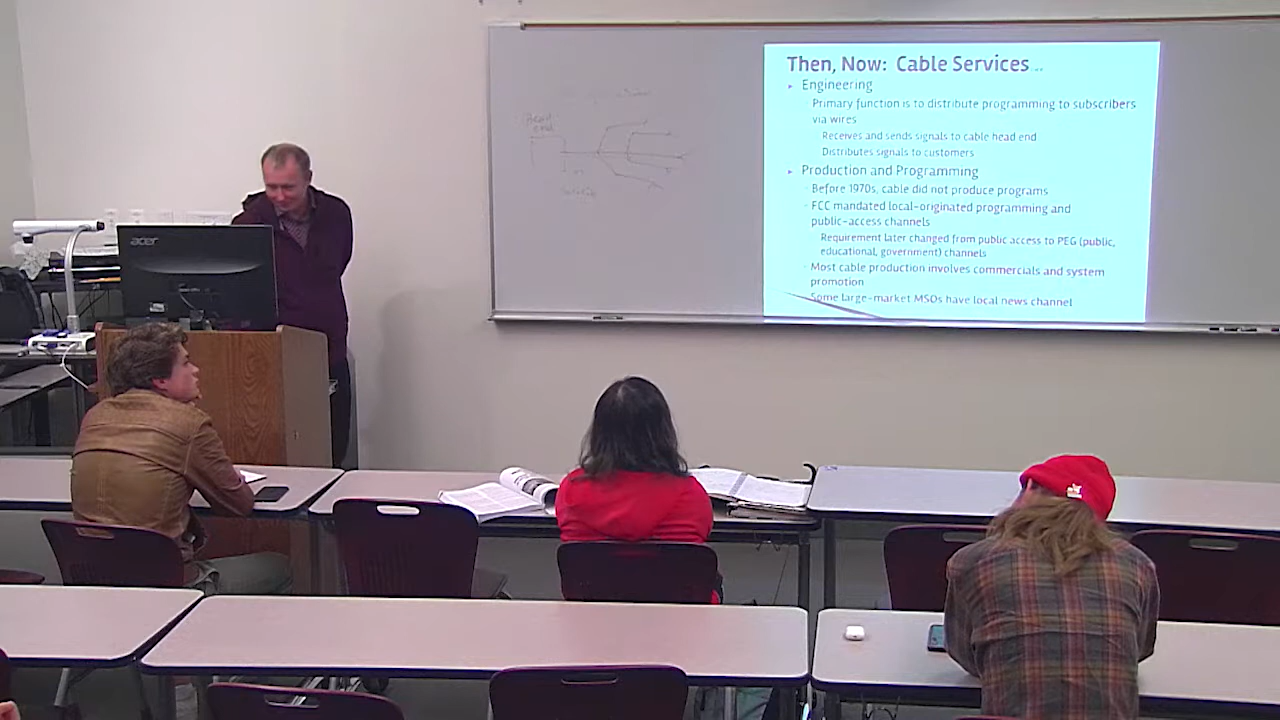 Then, Now: Cable Services...
Engineering
Primary function is to distribute programming to subscribers
via wires
Receives and sends signals to cable head end
Distributes signals to customers
Production and Programming
Before 1970s, cable did not produce programs
FCC mandated local-originated programming and
public-access channels
Requirement later changed from public access to PEG (public,
educational, government) channels
Most cable production involves commercials and system
promotion
Some large-market MSOs have local news channel
Head
end
acer